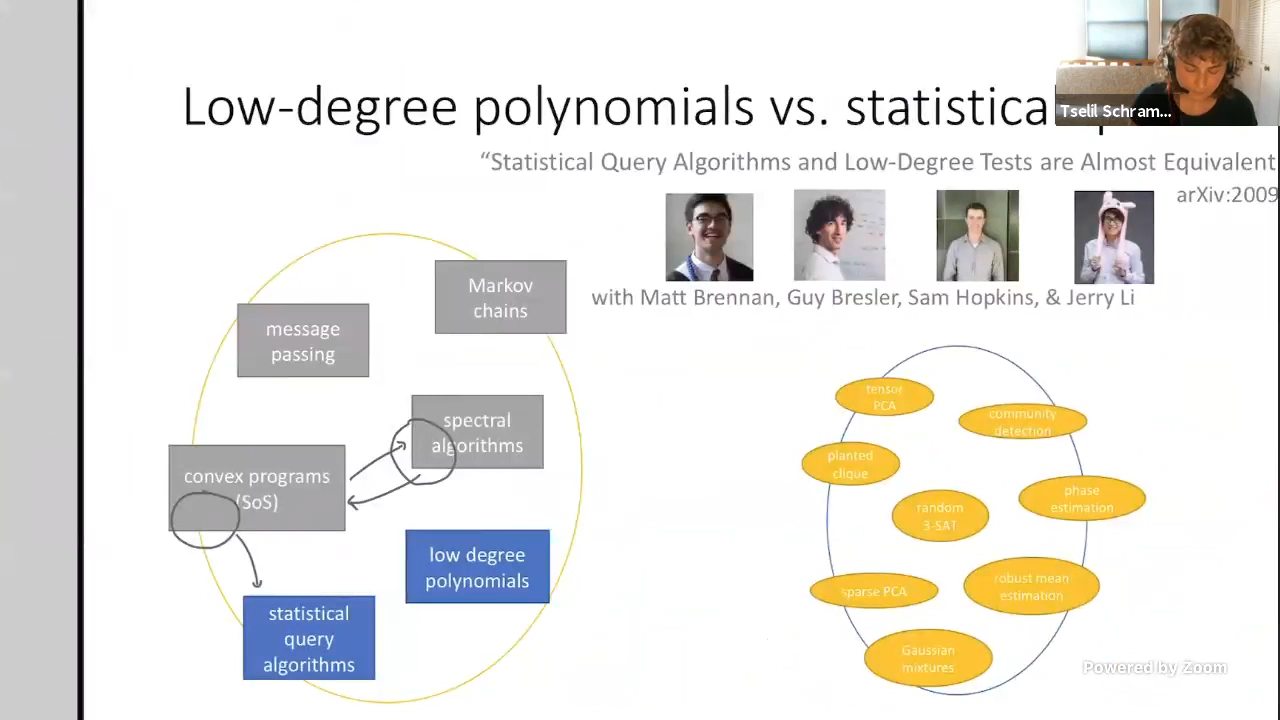 Low-degree polynomials vs. statistica
Tselil Schram...
“Statistical Query Algorithms and Low-Degree Tests are Almost Equivalent
arXiv:2009
with Matt Brennan, Guy Bresler, Sam Hopkins, & Jerry Li
Markov
chains
message
passing
spectral
algorithms
convex programs
(SoS)
low degree
polynomials
statistical
query
algorithms
tensor
PCA
community
detection
planted
clique
phase
estimation
random
3-SAT
robust mean
estimation
sparse PCA
Gaussian
mixtures
Powered by Zoom